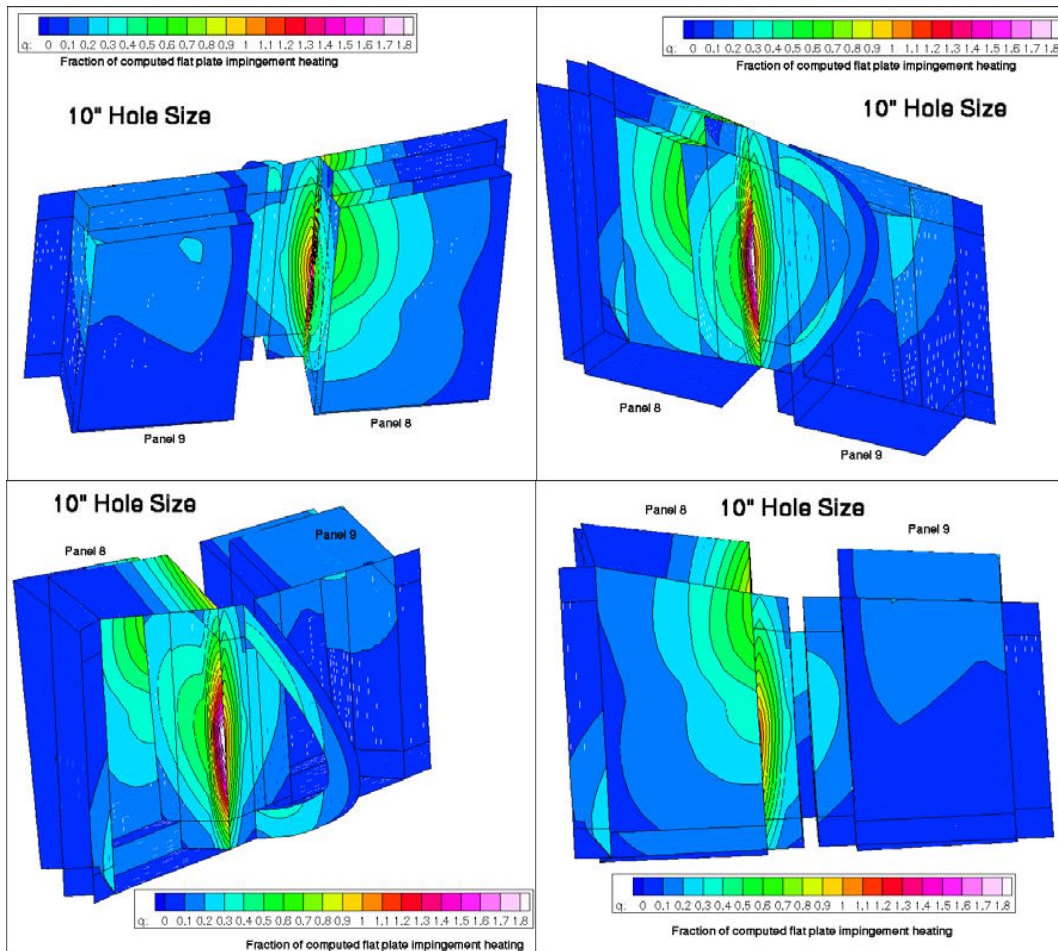 q: 0 0.1 0.2 0.3 0.4 0.5 0.6 0.7 0.8 0.9 1 1.1 1.2 1.3 1.4 1.5 1.6 1.7 1.8
Fraction of computed flat plate impingement heating
10" Hole Size
Panel 9
Panel 8
q: 0 0.1 0.2 0.3 0.4 0.5 0.6 0.7 0.8 0.9 1 1.1 1.2 1.3 1.4 1.5 1.6 1.7 1.8
Fraction of computed flat plate impingement heating
10" Hole Size
Panel 8
Panel 9
10" Hole Size
Panel 8
Panel 9
q: 0 0.1 0.2 0.3 0.4 0.5 0.6 0.7 0.8 0.9 1 1.1 1.2 1.3 1.4 1.5 1.6 1.7 1.8
Fraction of computed flat plate impingement heating
Panel 8
10" Hole Size
Panel 9
q: 0 0.1 0.2 0.3 0.4 0.5 0.6 0.7 0.8 0.9 1 1.1 1.2 1.3 1.4 1.5 1.6 1.7 1.8
Fraction of computed flat plate impingement heating